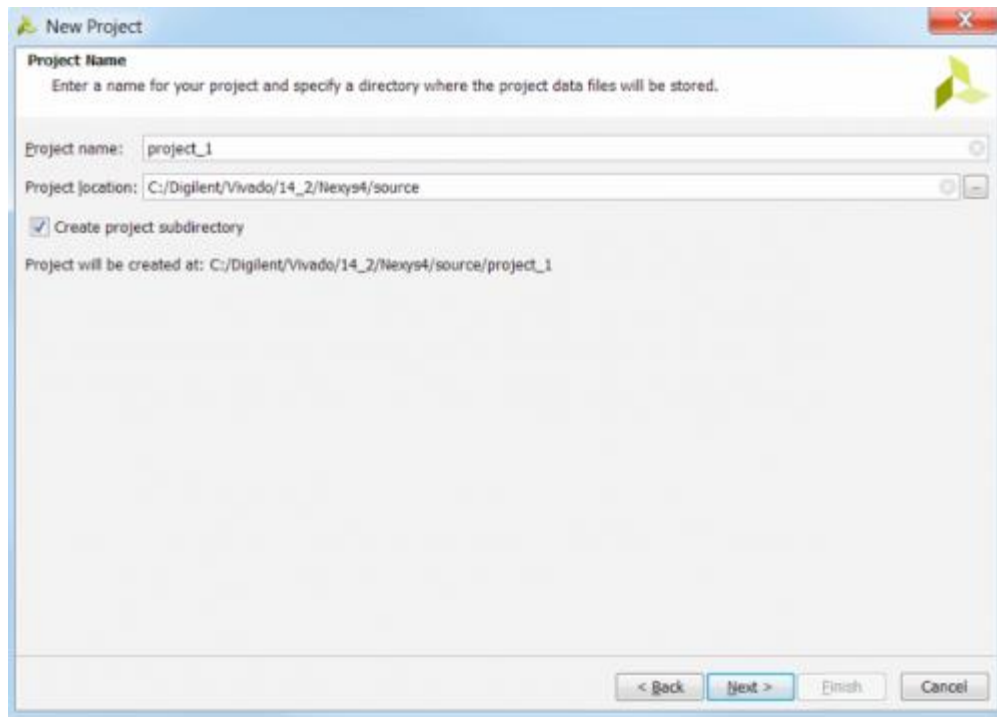 New Project
Project Name
Enter a name for your project and specify a directory where the project data files will be stored.
Project name: project_1
Project location: C:/Digilent/Vivado/14_2/Nexys4/source
Create project subdirectory
Project will be created at: C:/Digilent/Vivado/14_2/Nexys4/source/project_1
< Back Next > Finish Cancel